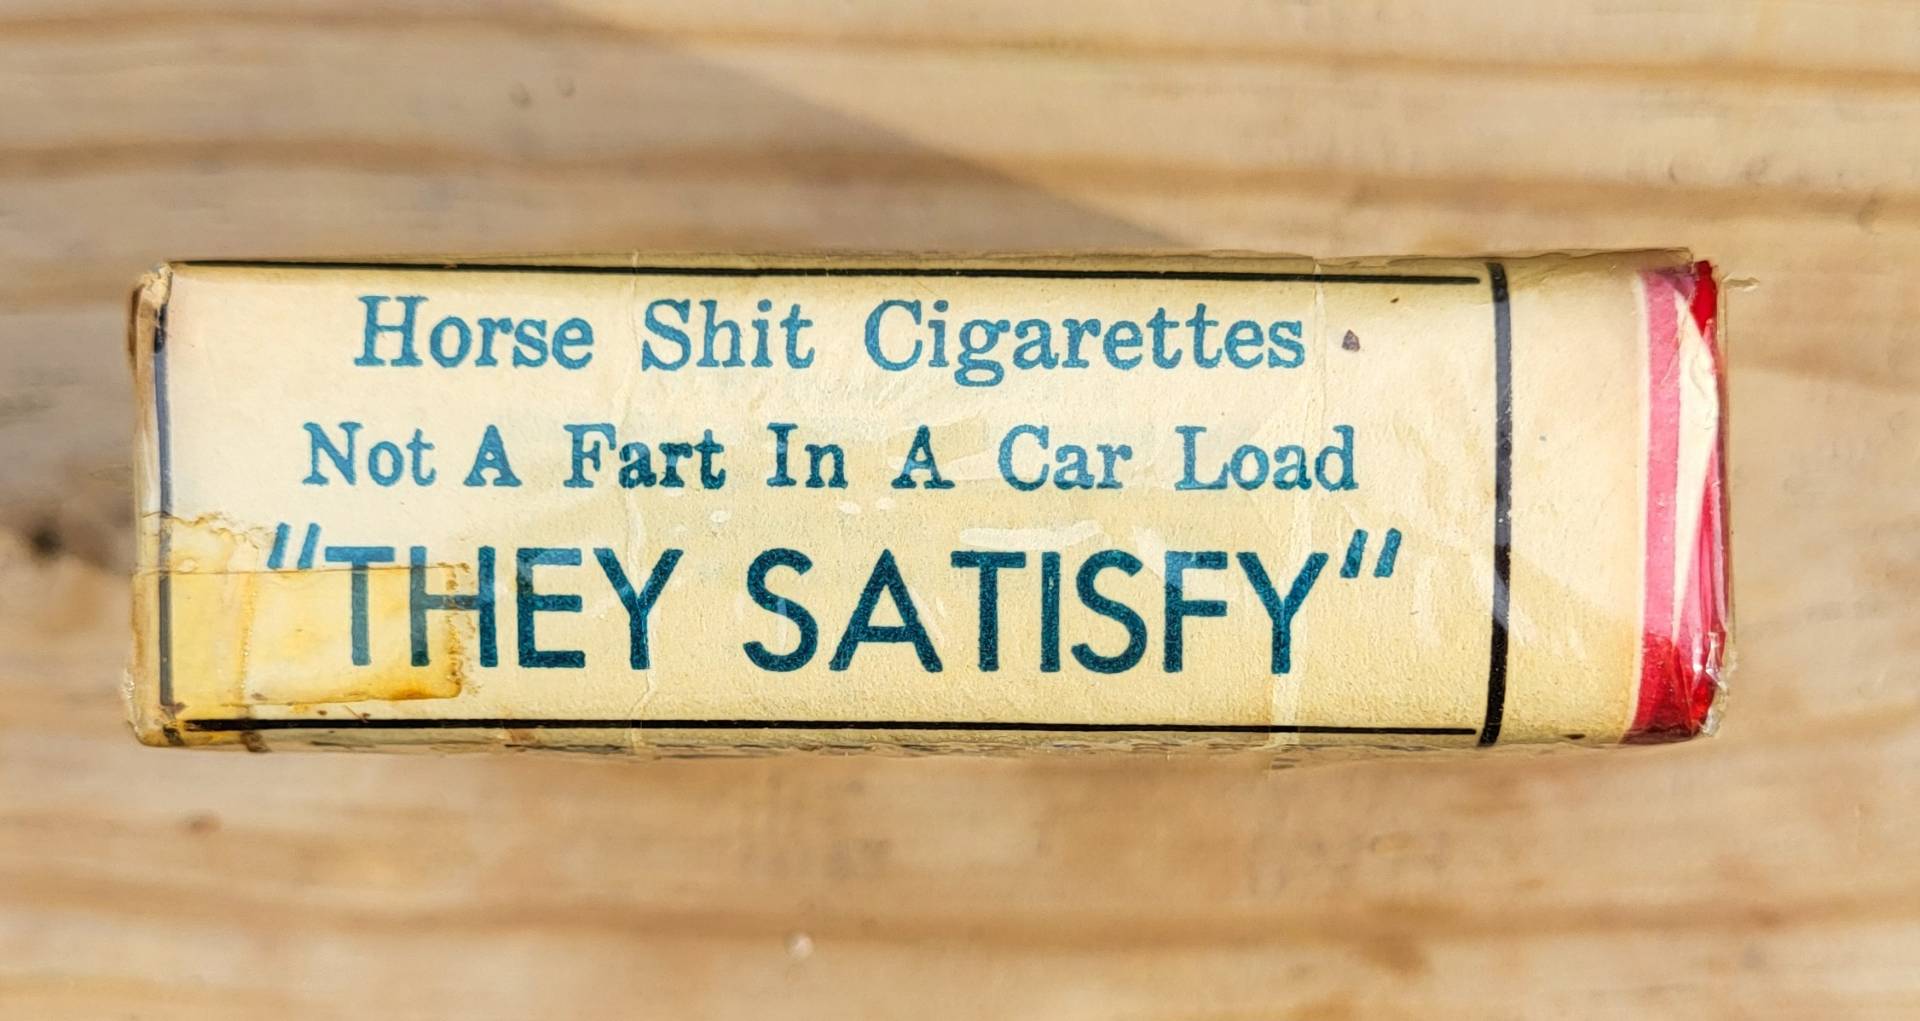 Horse Shit Cigarettes
Not A Fart In A Car Load
"THEY SATISFY"